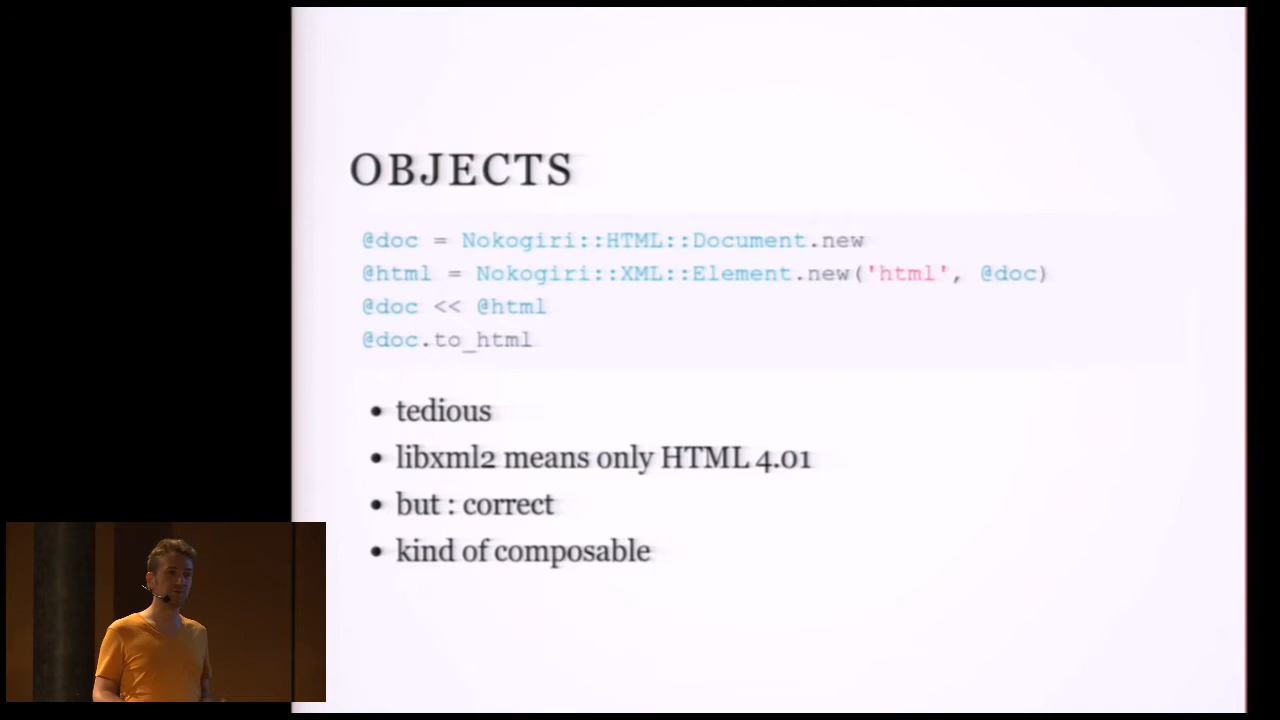 OBJECTS
@doc = Nokogiri::HTML::Document.new
@html = Nokogiri::XML::Element.new('html', @doc)
@doc << @html
@doc.to_html
• tedious
• libxml2 means only HTML 4.01
• but : correct
• kind of composable